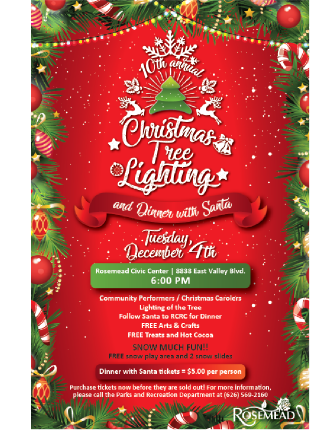 10th annual
Christmas
Tree
Lighting
and Dinner with Santa
Tuesday,
December 4th
Rosemead Civic Center | 8838 East Valley Blvd.
6:00 PM
Community Performers / Christmas Carolers
Lighting of the Tree
Follow Santa to RCRC for Dinner
FREE Arts & Crafts
FREE Treats and Hot Cocoa
SNOW MUCH FUN!!
FREE snow play area and 2 snow slides
Dinner with Santa tickets = $5.00 per person
Purchase tickets now before they are sold out! For more information,
please call the Parks and Recreation Department at (626) 569-2160
ROSEMEAD